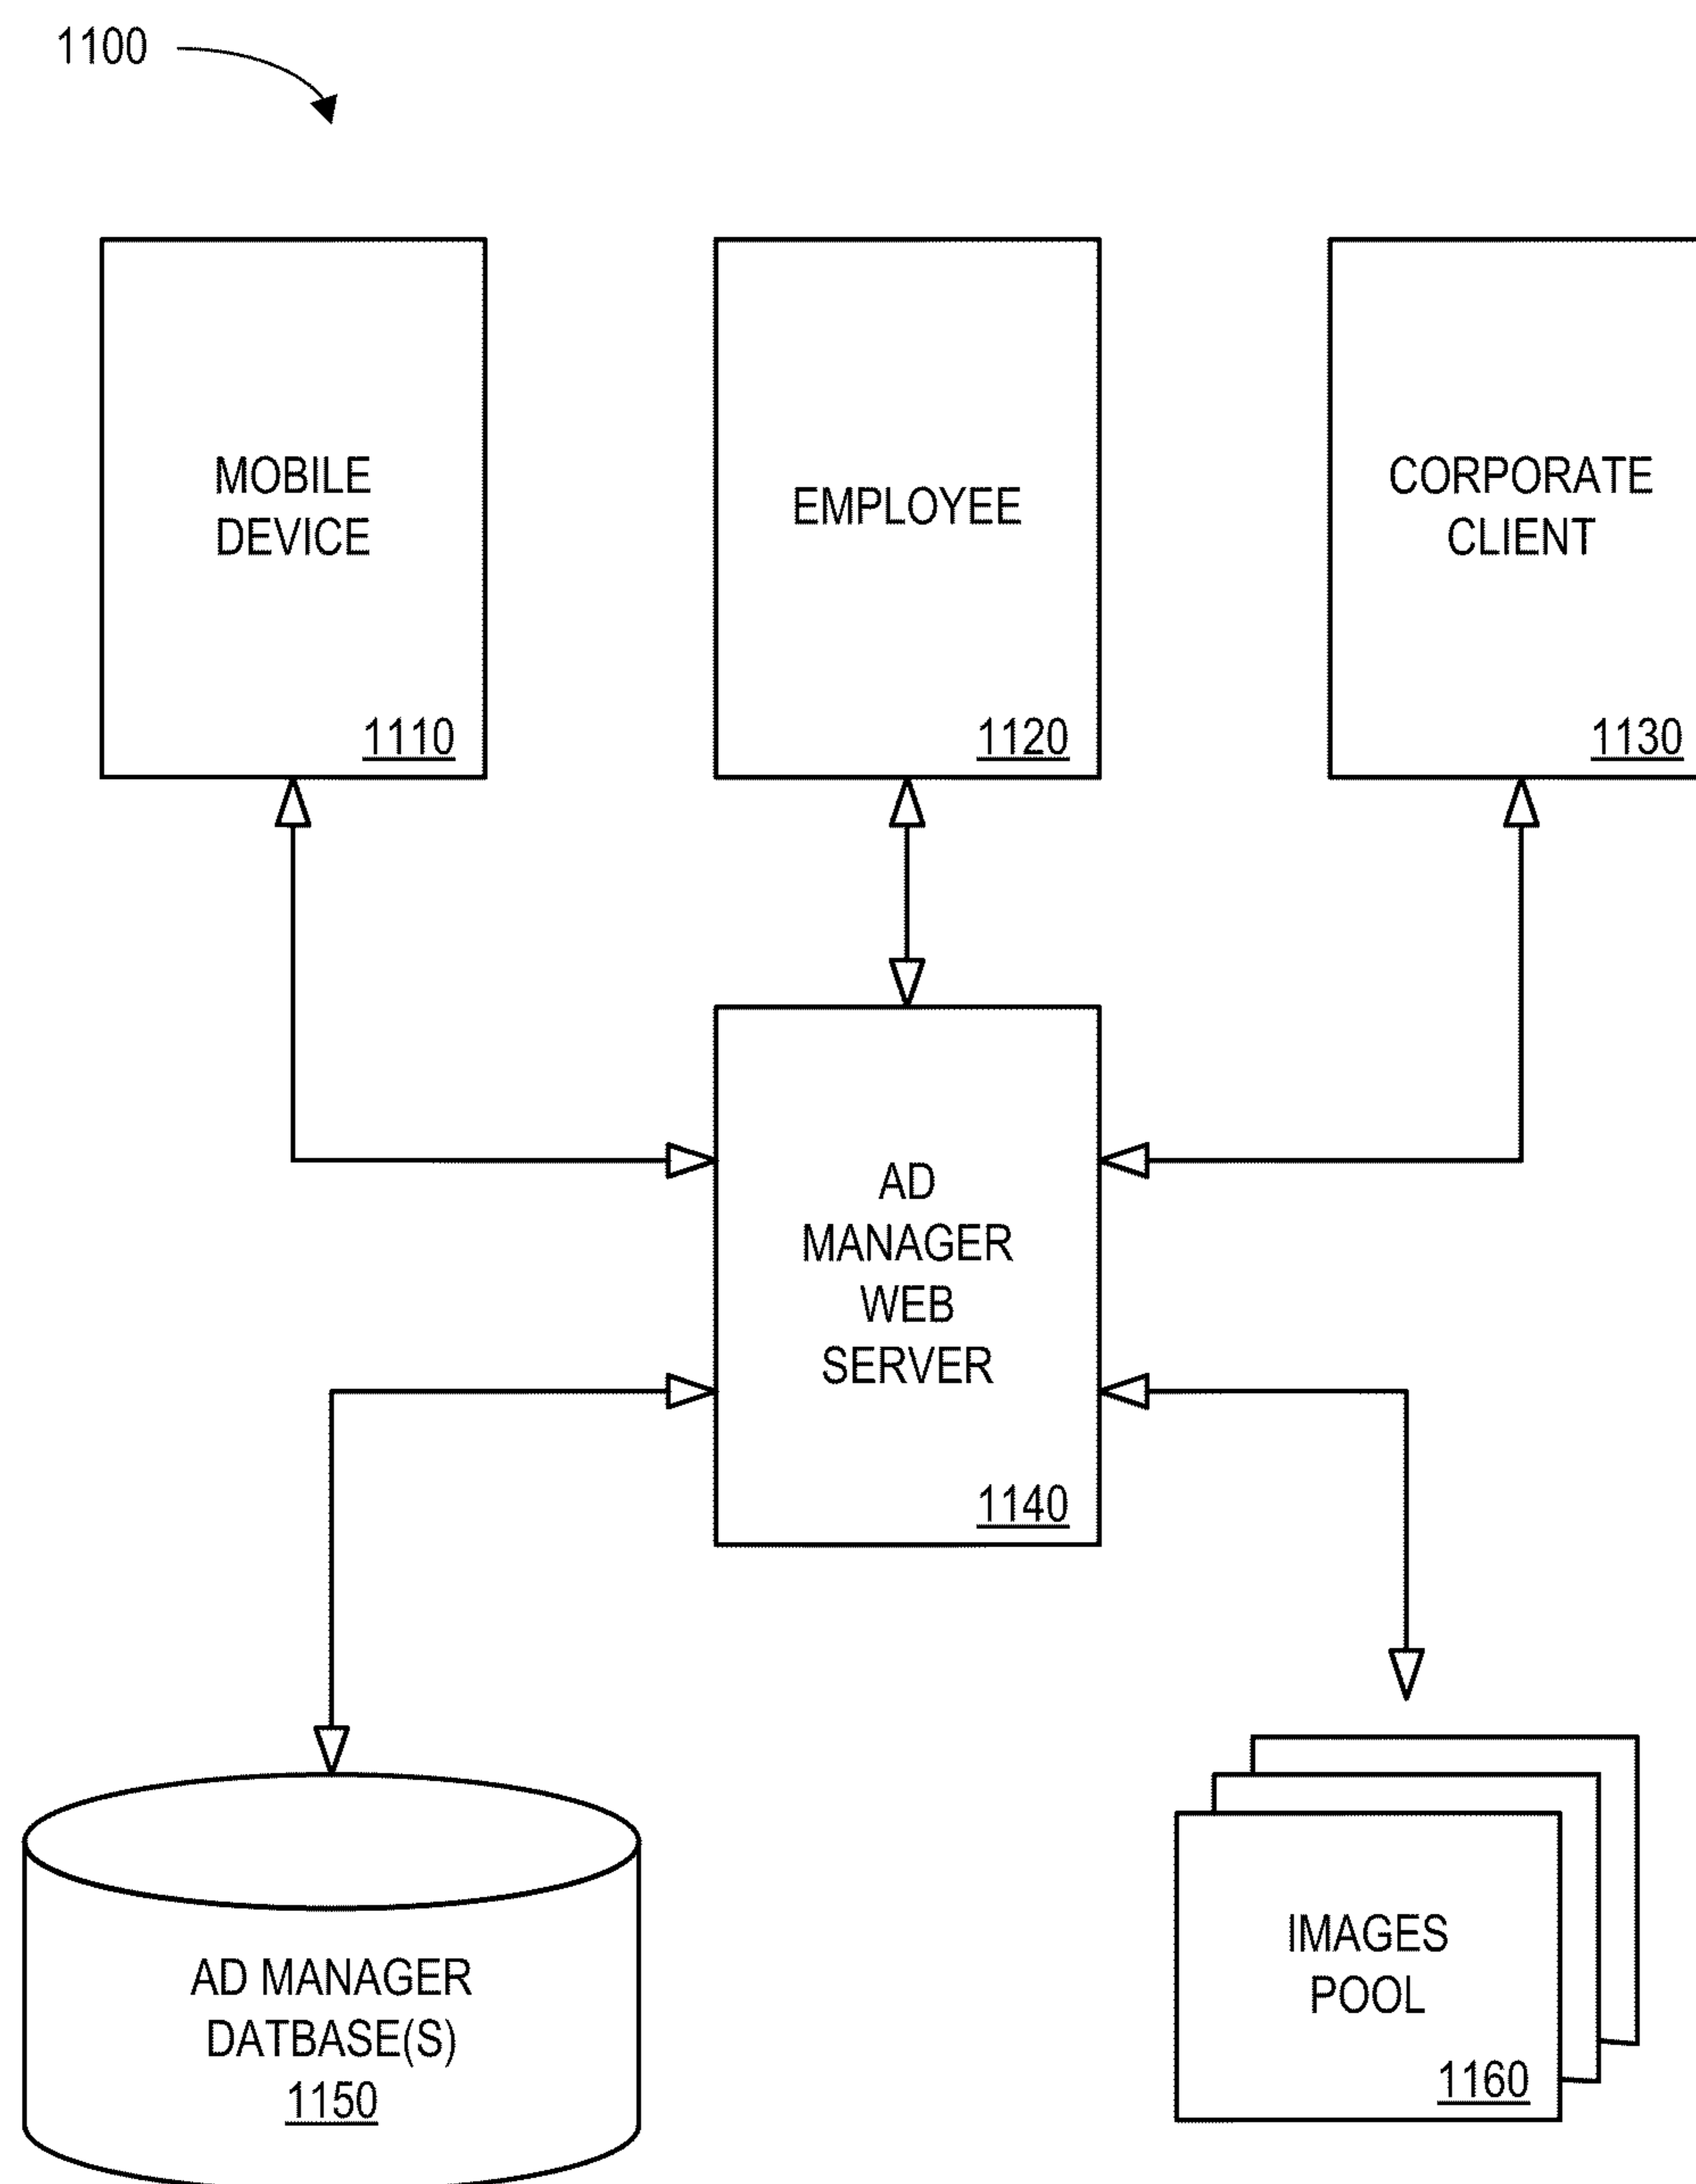 1100
MOBILE
DEVICE
1110
EMPLOYEE
1120
CORPORATE
CLIENT
1130
AD
MANAGER
WEB
SERVER
1140
AD MANAGER
DATBASE(S)
1150
IMAGES
POOL
1160